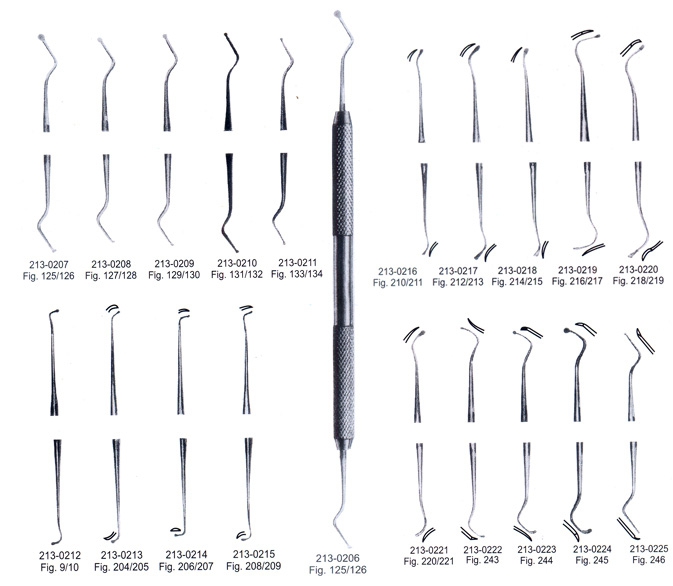 213-0207
Fig. 125/126
213-0208
Fig. 127/128
213-0209
Fig. 129/130
213-0210
Fig. 131/132
213-0211
Fig. 133/134
213-0216
Fig. 210/211
213-0217
Fig. 212/213
213-0218
Fig. 214/215
213-0219
Fig. 216/217
213-0220
Fig. 218/219
213-0212
Fig. 9/10
213-0213
Fig. 204/205
213-0214
Fig. 206/207
213-0215
Fig. 208/209
213-0206
Fig. 125/126
213-0221
Fig. 220/221
213-0222
Fig. 243
213-0223
Fig. 244
213-0224
Fig. 245
213-0225
Fig. 246